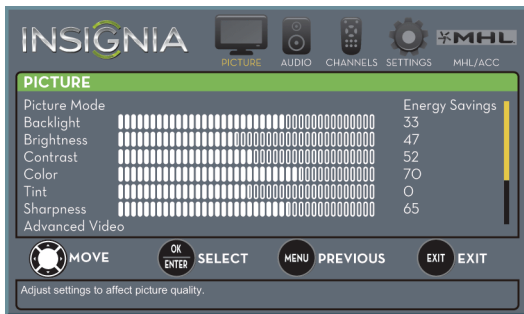 INSIGNIA
PICTURE AUDIO CHANNELS SETTINGS MHL MHL/ACC
PICTURE
Picture Mode Energy Savings
Backlight 33
Brightness 47
Contrast 52
Color 70
Tint 0
Sharpness 65
Advanced Video
MOVE OK ENTER SELECT MENU PREVIOUS EXIT EXIT
Adjust settings to affect picture quality.